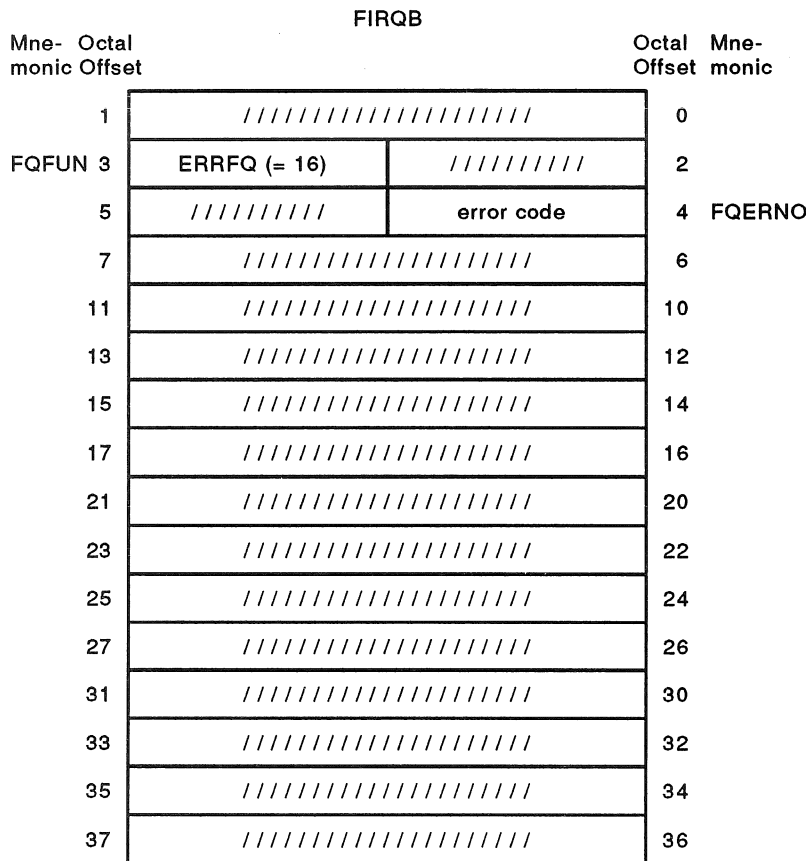 FIRQB
Mne- Octal Octal Mne-
monic Offset Offset monic
1 / / / / / / / / / / / / / / / / / / / / / 0
FQFUN 3 ERRFQ (= 16) / / / / / / / / / / 2
5 / / / / / / / / / / error code 4 FQERNO
7 / / / / / / / / / / / / / / / / / / / / / 6
11 / / / / / / / / / / / / / / / / / / / / / 10
13 / / / / / / / / / / / / / / / / / / / / / 12
15 / / / / / / / / / / / / / / / / / / / / / 14
17 / / / / / / / / / / / / / / / / / / / / / 16
21 / / / / / / / / / / / / / / / / / / / / / 20
23 / / / / / / / / / / / / / / / / / / / / / 22
25 / / / / / / / / / / / / / / / / / / / / / 24
27 / / / / / / / / / / / / / / / / / / / / / 26
31 / / / / / / / / / / / / / / / / / / / / / 30
33 / / / / / / / / / / / / / / / / / / / / / 32
35 / / / / / / / / / / / / / / / / / / / / / 34
37 / / / / / / / / / / / / / / / / / / / / / 36